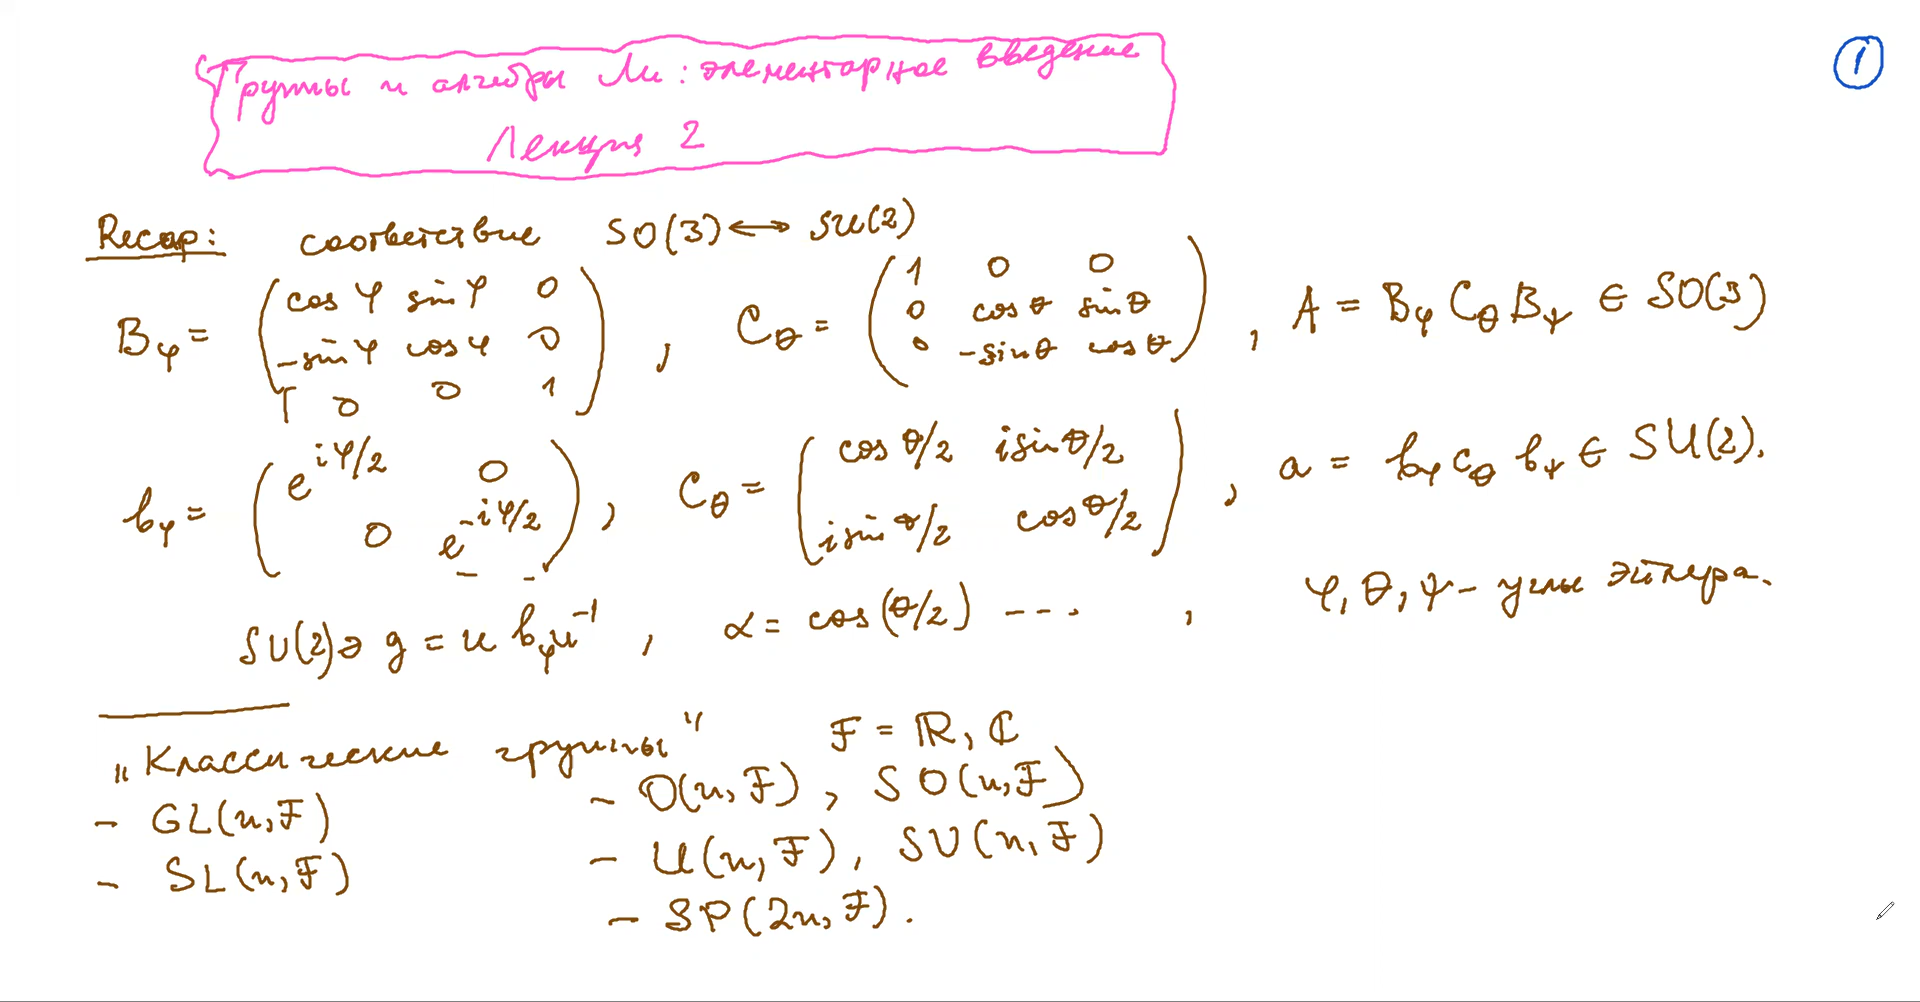 Группы и алгебры Ли: элементарное введение
Лекция 2
1
Recap: соответствие SO(3) ↔ SU(2)
B_φ = ( cos φ sin φ 0 ; -sin φ cos φ 0 ; 0 0 1 ) , C_θ = ( 1 0 0 ; 0 cos θ sin θ ; 0 -sin θ cos θ ) , A = B_φ C_θ B_ψ ∈ SO(3)
b_φ = ( e^{iφ/2} 0 ; 0 e^{-iφ/2} ) , c_θ = ( cos θ/2 i sin θ/2 ; i sin θ/2 cos θ/2 ) , a = b_φ c_θ b_ψ ∈ SU(2).
SU(2) ∋ g = u b_φ u^{-1} , α = cos(θ/2) ---. , φ, θ, ψ - углы Эйлера.
„Классические группы“ F = ℝ, ℂ
- GL(n, F) - O(n, F) , SO(n, F)
- SL(n, F) - U(n, F), SU(n, F)
- SP(2n, F).